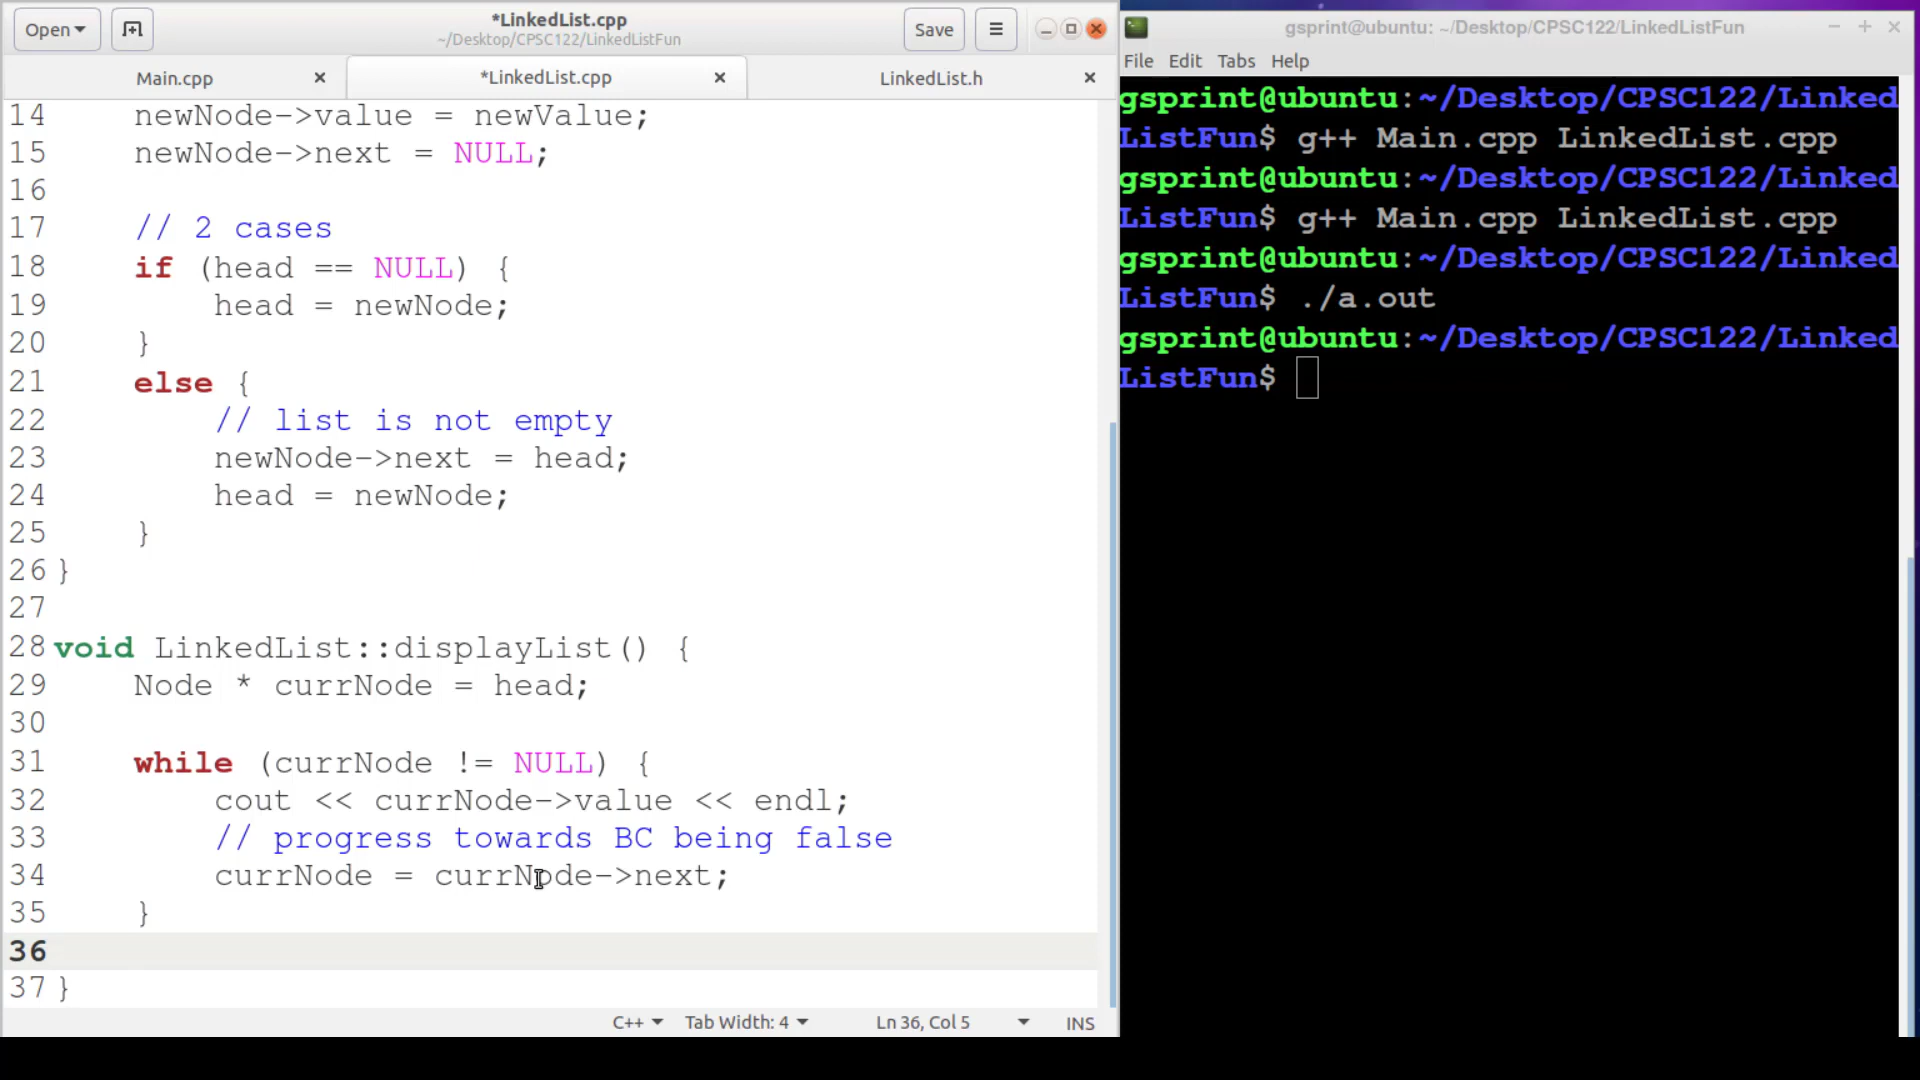 Open
*LinkedList.cpp
~/Desktop/CPSC122/LinkedListFun
Save
Main.cpp
*LinkedList.cpp
LinkedList.h
14 newNode->value = newValue;
15 newNode->next = NULL;
16
17 // 2 cases
18 if (head == NULL) {
19 head = newNode;
20 }
21 else {
22 // list is not empty
23 newNode->next = head;
24 head = newNode;
25 }
26 }
27
28 void LinkedList::displayList() {
29 Node * currNode = head;
30
31 while (currNode != NULL) {
32 cout << currNode->value << endl;
33 // progress towards BC being false
34 currNode = currNode->next;
35 }
36
37 }
C++ Tab Width: 4 Ln 36, Col 5 INS
gsprint@ubuntu: ~/Desktop/CPSC122/LinkedListFun
File Edit Tabs Help
gsprint@ubuntu:~/Desktop/CPSC122/Linked
ListFun$ g++ Main.cpp LinkedList.cpp
gsprint@ubuntu:~/Desktop/CPSC122/Linked
ListFun$ g++ Main.cpp LinkedList.cpp
gsprint@ubuntu:~/Desktop/CPSC122/Linked
ListFun$ ./a.out
gsprint@ubuntu:~/Desktop/CPSC122/Linked
ListFun$